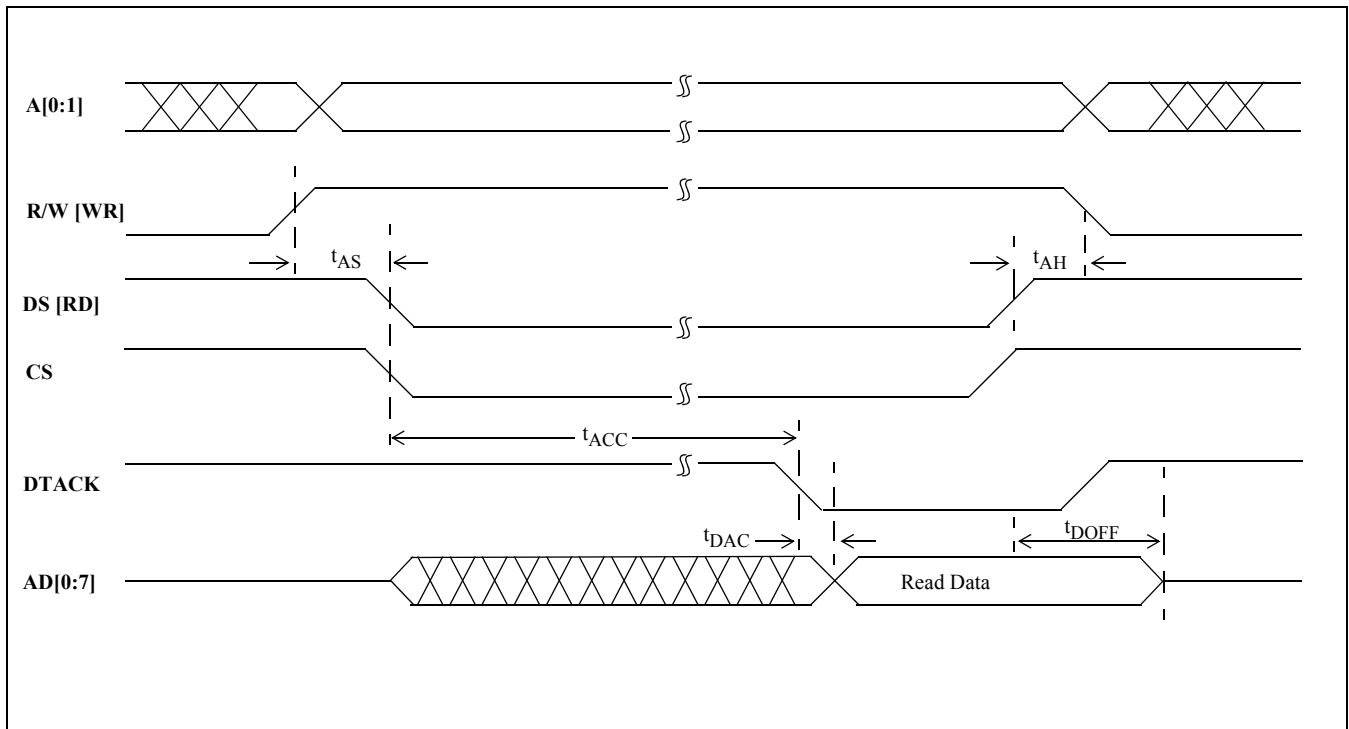 A[0:1]
R/W [WR]
tAS
tAH
DS [RD]
CS
tACC
DTACK
tDAC
tDOFF
AD[0:7]
Read Data